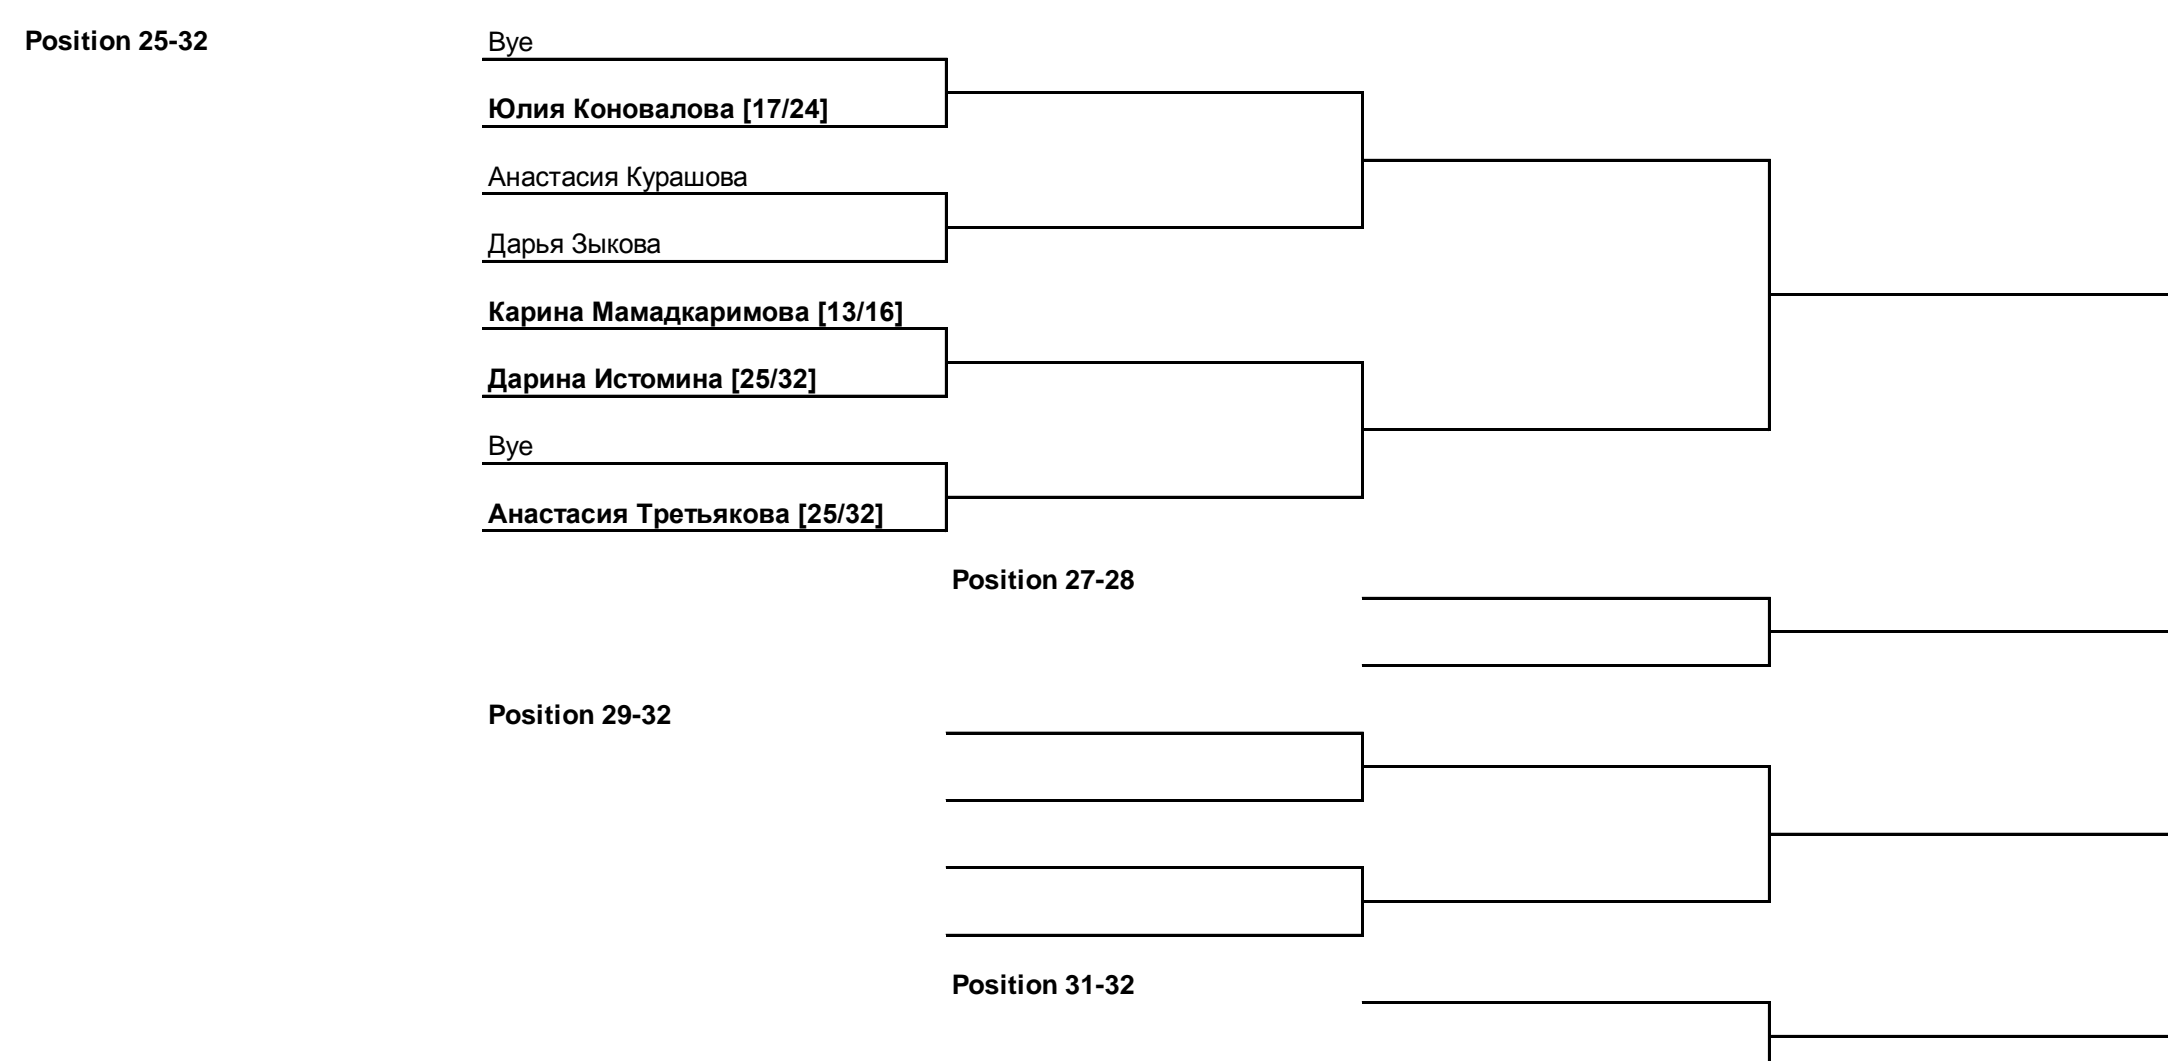 Position 25-32
Bye
Юлия Коновалова [17/24]
Анастасия Курашова
Дарья Зыкова
Карина Мамадкаримова [13/16]
Дарина Истомина [25/32]
Bye
Анастасия Третьякова [25/32]
Position 27-28
Position 29-32
Position 31-32